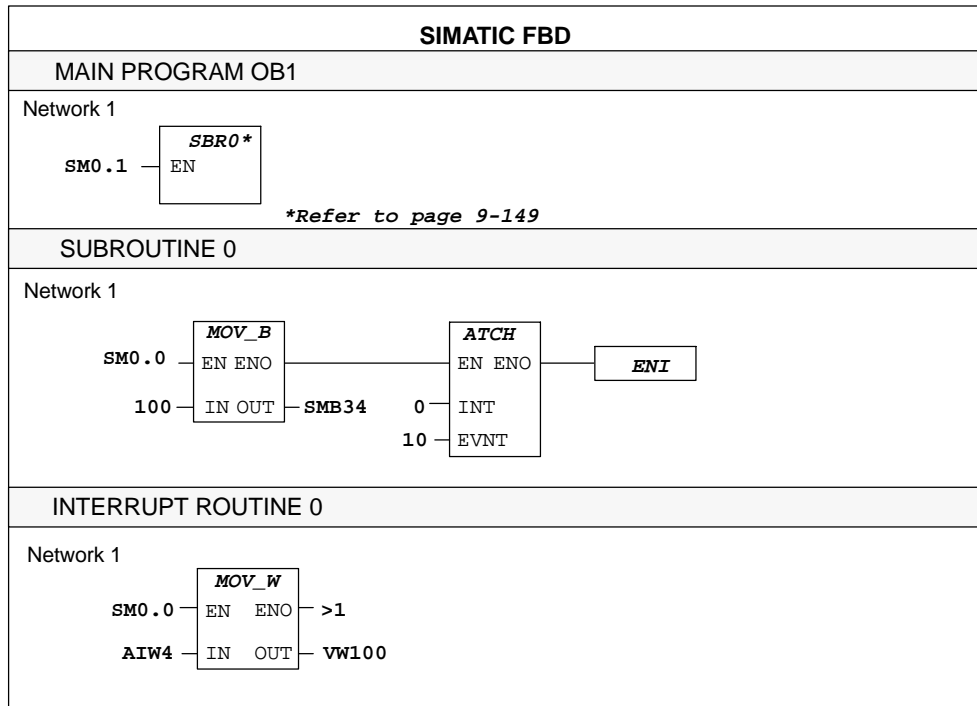 SIMATIC FBD
MAIN PROGRAM OB1
Network 1
SBR0*
SM0.1 EN
*Refer to page 9-149
SUBROUTINE 0
Network 1
MOV_B ATCH
SM0.0 EN ENO EN ENO ENI
100 IN OUT SMB34 0 INT
10 EVNT
INTERRUPT ROUTINE 0
Network 1
MOV_W
SM0.0 EN ENO >1
AIW4 IN OUT VW100